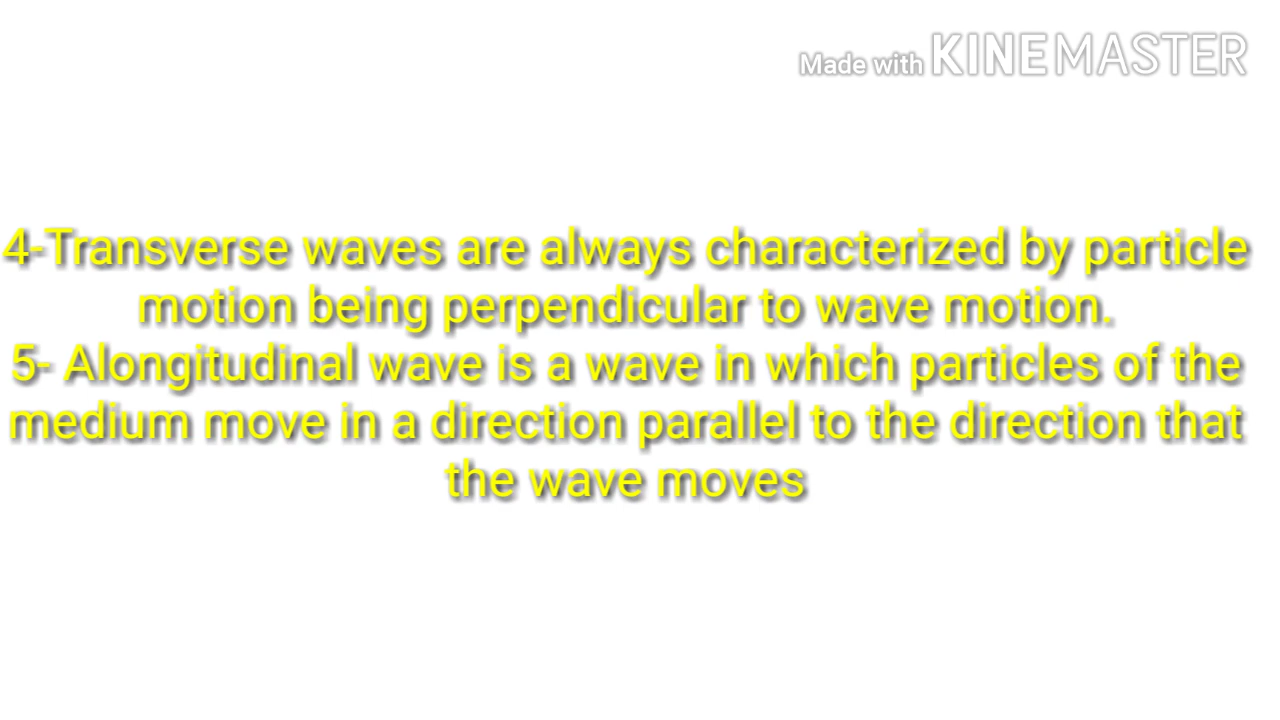 Made with KINEMASTER
4-Transverse waves are always characterized by particle
motion being perpendicular to wave motion.
5- Alongitudinal wave is a wave in which particles of the
medium move in a direction parallel to the direction that
the wave moves